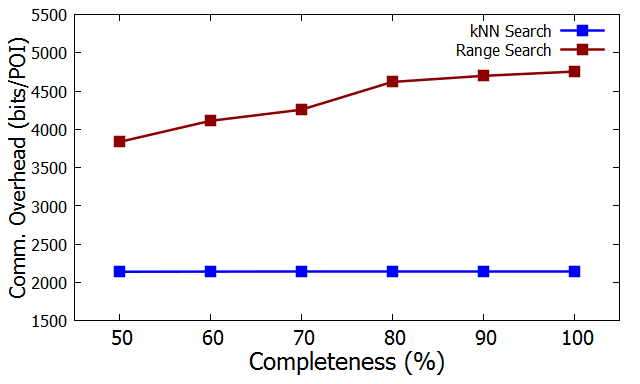 5500
5000
4500
4000
3500
3000
2500
2000
1500
Comm. Overhead (bits/POI)
kNN Search
Range Search
50 60 70 80 90 100
Completeness (%)